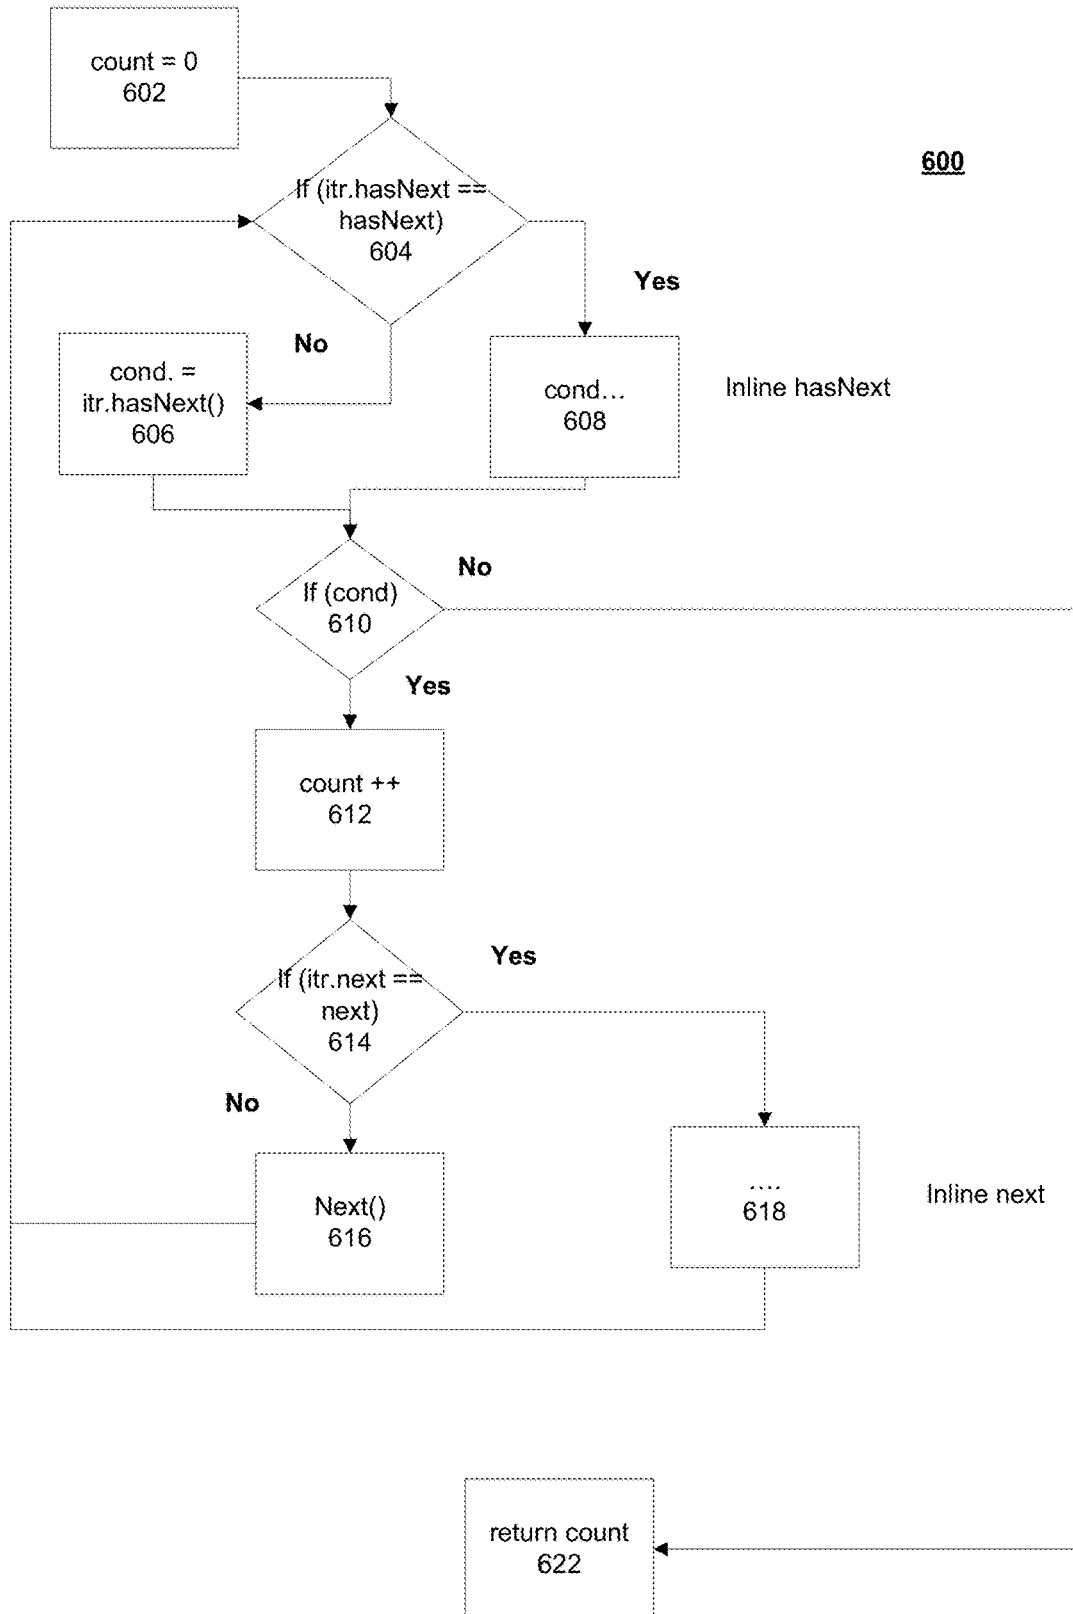 count = 0
602
600
If (itr.hasNext ==
hasNext)
604
Yes
No
cond. =
itr.hasNext()
606
cond...
608
Inline hasNext
No
If (cond)
610
Yes
count ++
612
Yes
If (itr.next ==
next)
614
No
Next()
616
....
618
Inline next
return count
622